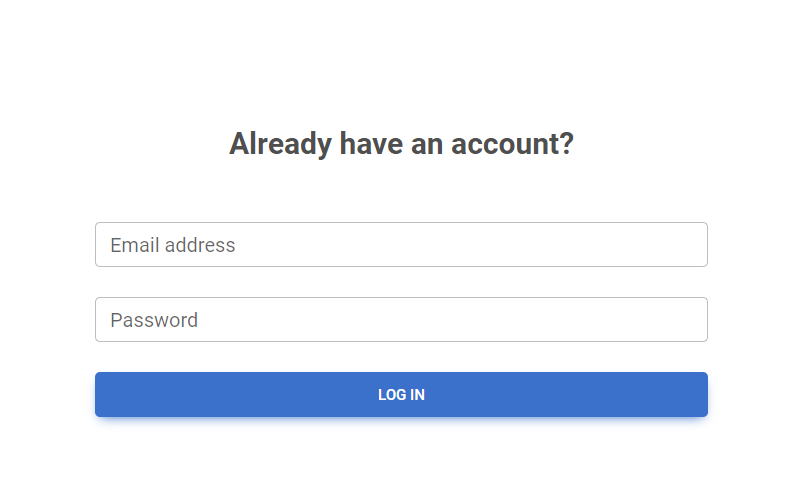 Already have an account?
Email address
Password
LOG IN